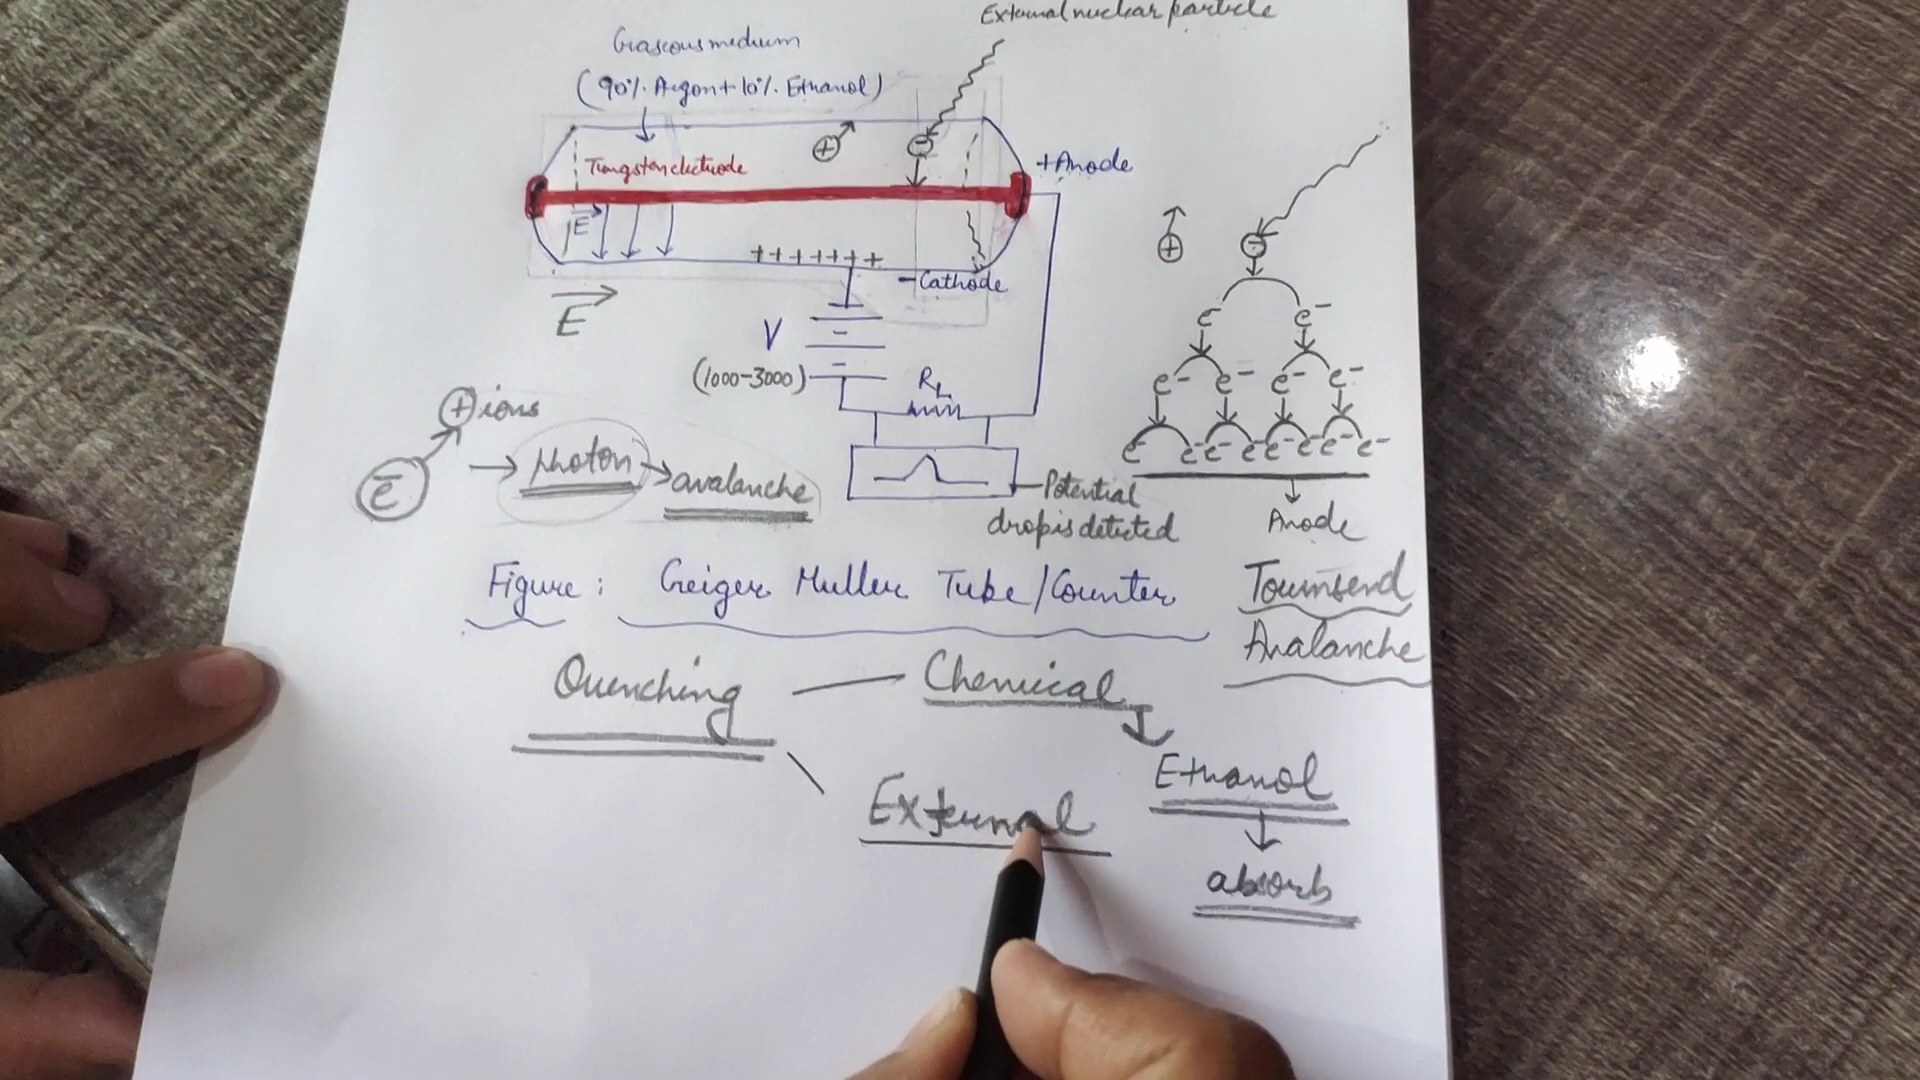 External nuclear particle
Gaseous medium
(90% Argon + 10% Ethanol)
+
-
+ Anode
Tungsten electrode
E
+ + + + + + +
- Cathode
E
V
(1000-3000)
RL
+ ions
e-
→ photon → avalanche
Potential
drop is detected
+
-
e- e-
e- e- e- e-
e- e- e- e- e- e- e- e-
Anode
Figure : Geiger Muller Tube/Counter
Townsend
Avalanche
Quenching
Chemical
Ethanol
absorb
External